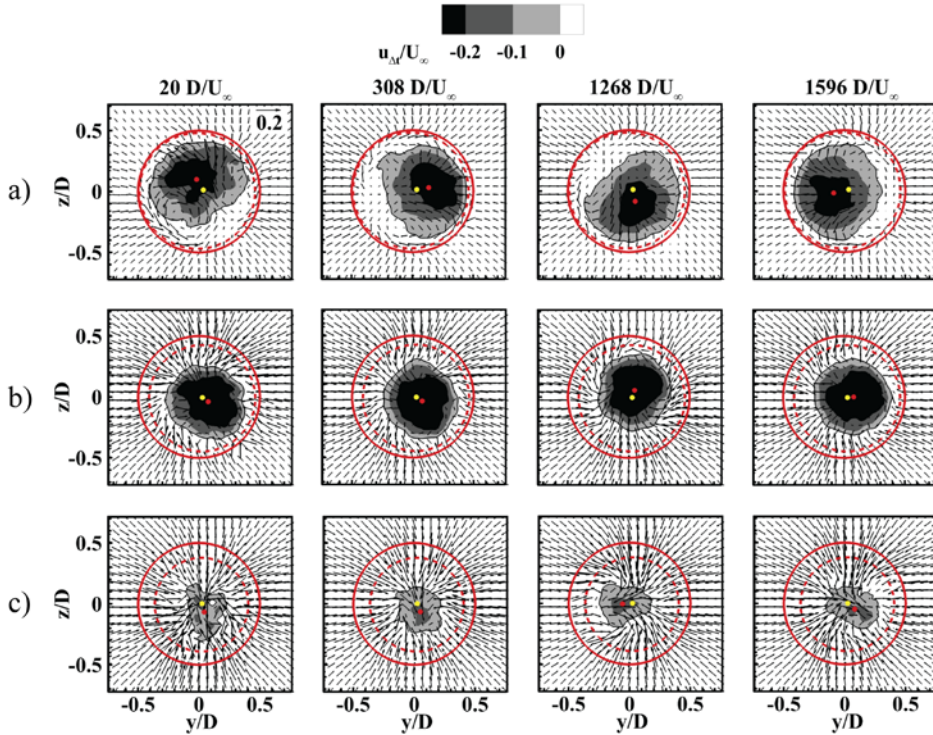 u_Δt/U_∞ -0.2 -0.1 0
20 D/U_∞ 308 D/U_∞ 1268 D/U_∞ 1596 D/U_∞
0.2
a) z/D 0.5 0 -0.5
b) z/D 0.5 0 -0.5
c) z/D 0.5 0 -0.5
-0.5 0 0.5 -0.5 0 0.5 -0.5 0 0.5 -0.5 0 0.5
y/D y/D y/D y/D